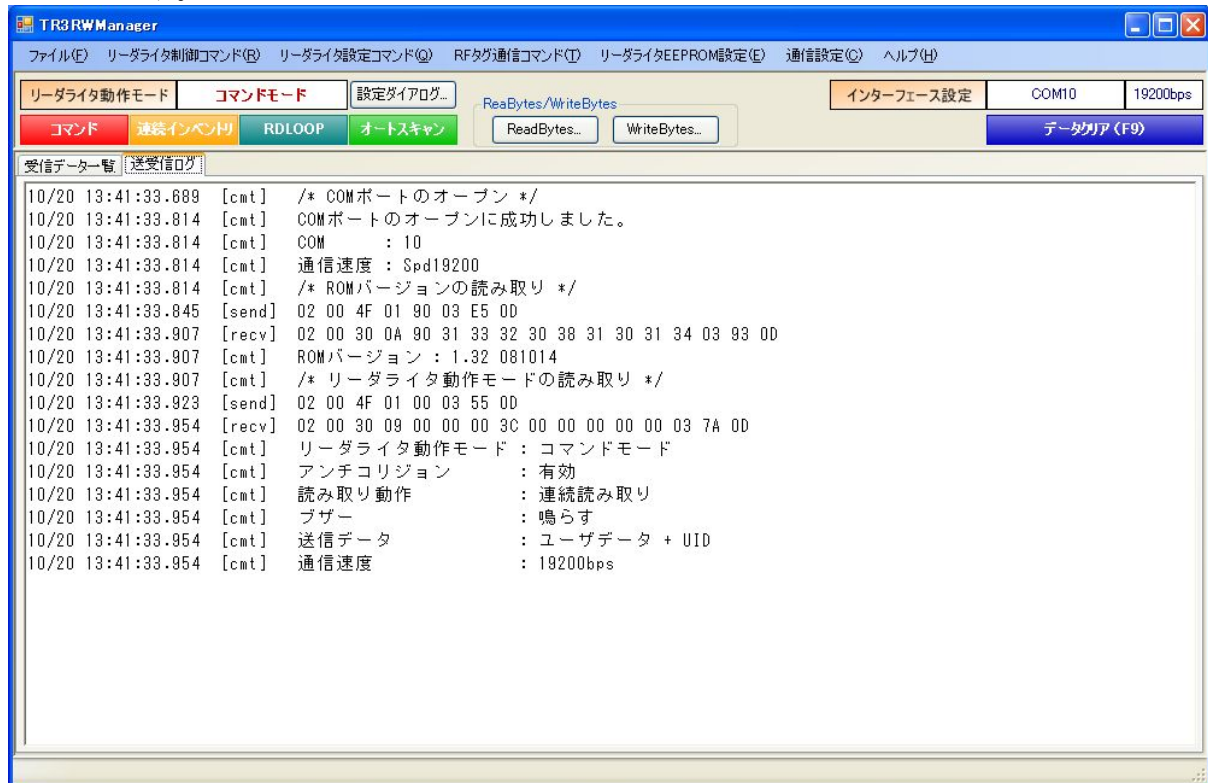 TR3RWManager
ファイル(F) リーダライタ制御コマンド(R) リーダライタ設定コマンド(Q) RFタグ通信コマンド(T) リーダライタEEPROM設定(E) 通信設定(C) ヘルプ(H)
リーダライタ動作モード コマンドモード 設定ダイアログ... ReaBytes/WriteBytes インターフェース設定 COM10 19200bps
コマンド 連続インベントリ RDLOOP オートスキャン ReadBytes... WriteBytes... データクリア(F9)
受信データ一覧 送受信ログ
10/20 13:41:33.689 [cmt] /* COMポートのオープン */
10/20 13:41:33.814 [cmt] COMポートのオープンに成功しました。
10/20 13:41:33.814 [cmt] COM : 10
10/20 13:41:33.814 [cmt] 通信速度 : Spd19200
10/20 13:41:33.814 [cmt] /* ROMバージョンの読み取り */
10/20 13:41:33.845 [send] 02 00 4F 01 90 03 E5 0D
10/20 13:41:33.907 [recv] 02 00 30 0A 90 31 33 32 30 38 31 30 31 34 03 93 0D
10/20 13:41:33.907 [cmt] ROMバージョン : 1.32 081014
10/20 13:41:33.907 [cmt] /* リーダライタ動作モードの読み取り */
10/20 13:41:33.923 [send] 02 00 4F 01 00 03 55 0D
10/20 13:41:33.954 [recv] 02 00 30 09 00 00 00 3C 00 00 00 00 00 03 7A 0D
10/20 13:41:33.954 [cmt] リーダライタ動作モード : コマンドモード
10/20 13:41:33.954 [cmt] アンチコリジョン : 有効
10/20 13:41:33.954 [cmt] 読み取り動作 : 連続読み取り
10/20 13:41:33.954 [cmt] ブザー : 鳴らす
10/20 13:41:33.954 [cmt] 送信データ : ユーザデータ + UID
10/20 13:41:33.954 [cmt] 通信速度 : 19200bps